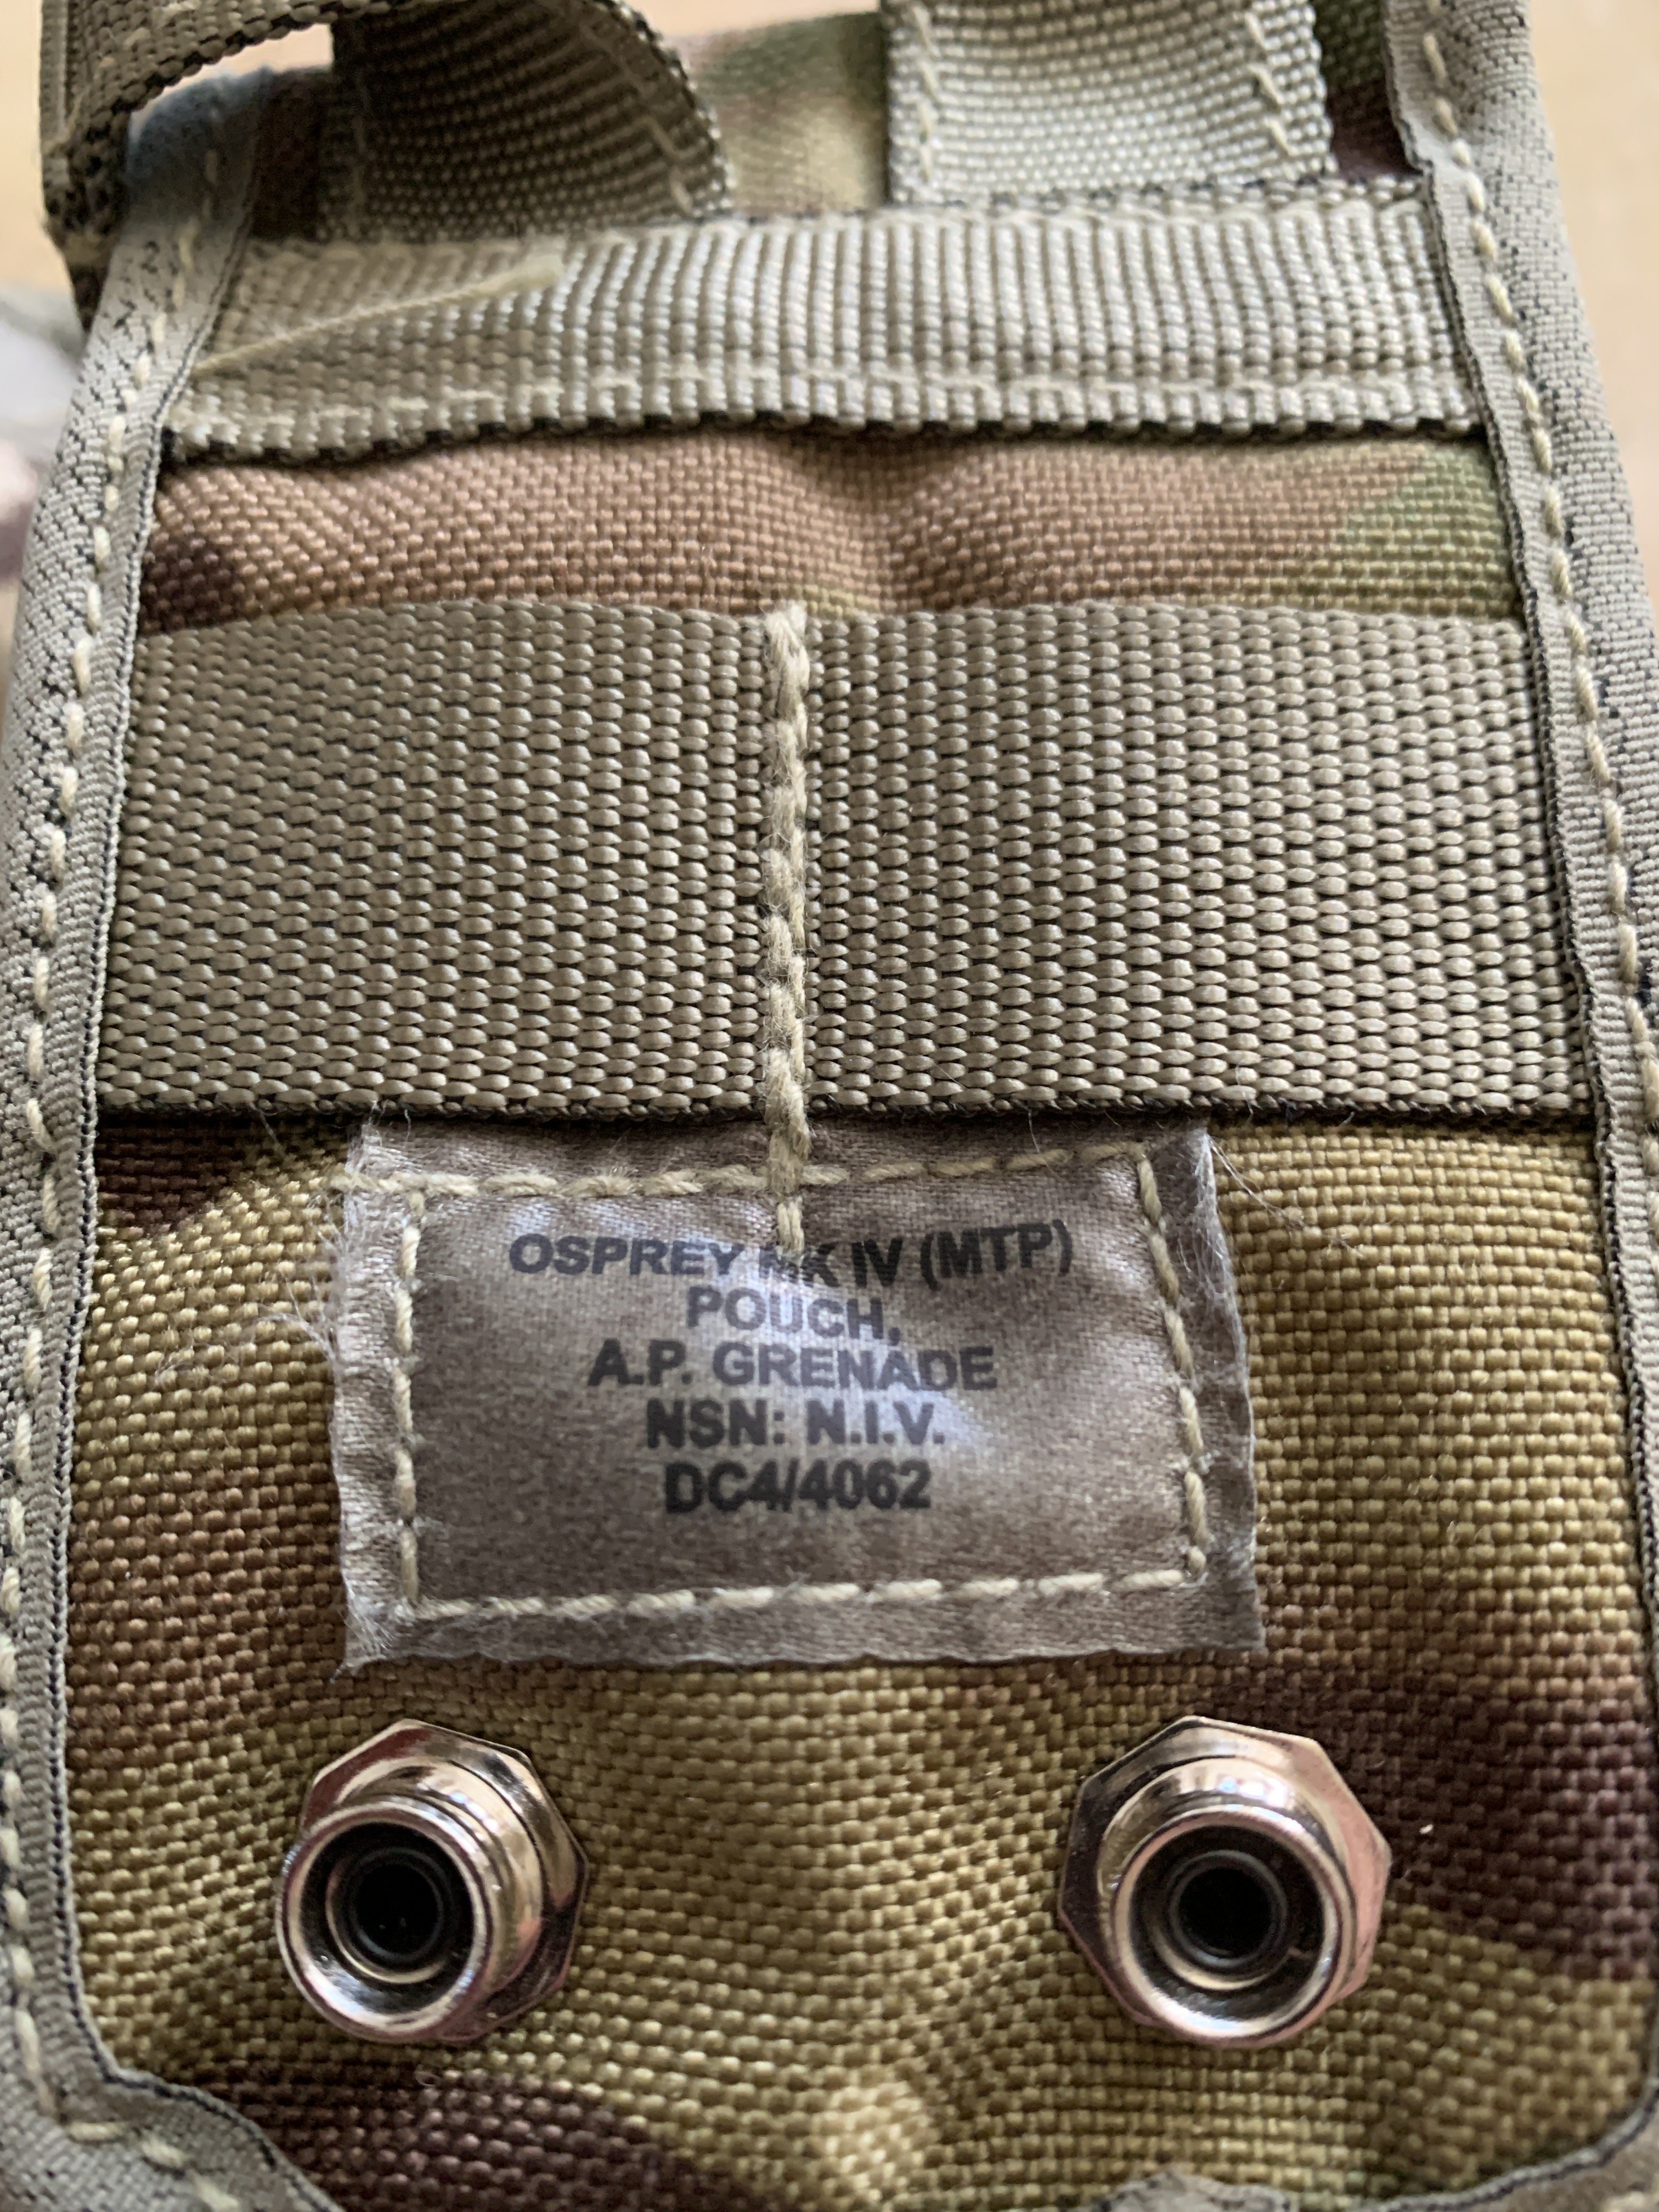 OSPREY MK IV (MTP)
POUCH,
A.P. GRENADE
NSN: N.I.V.
DC4/4062